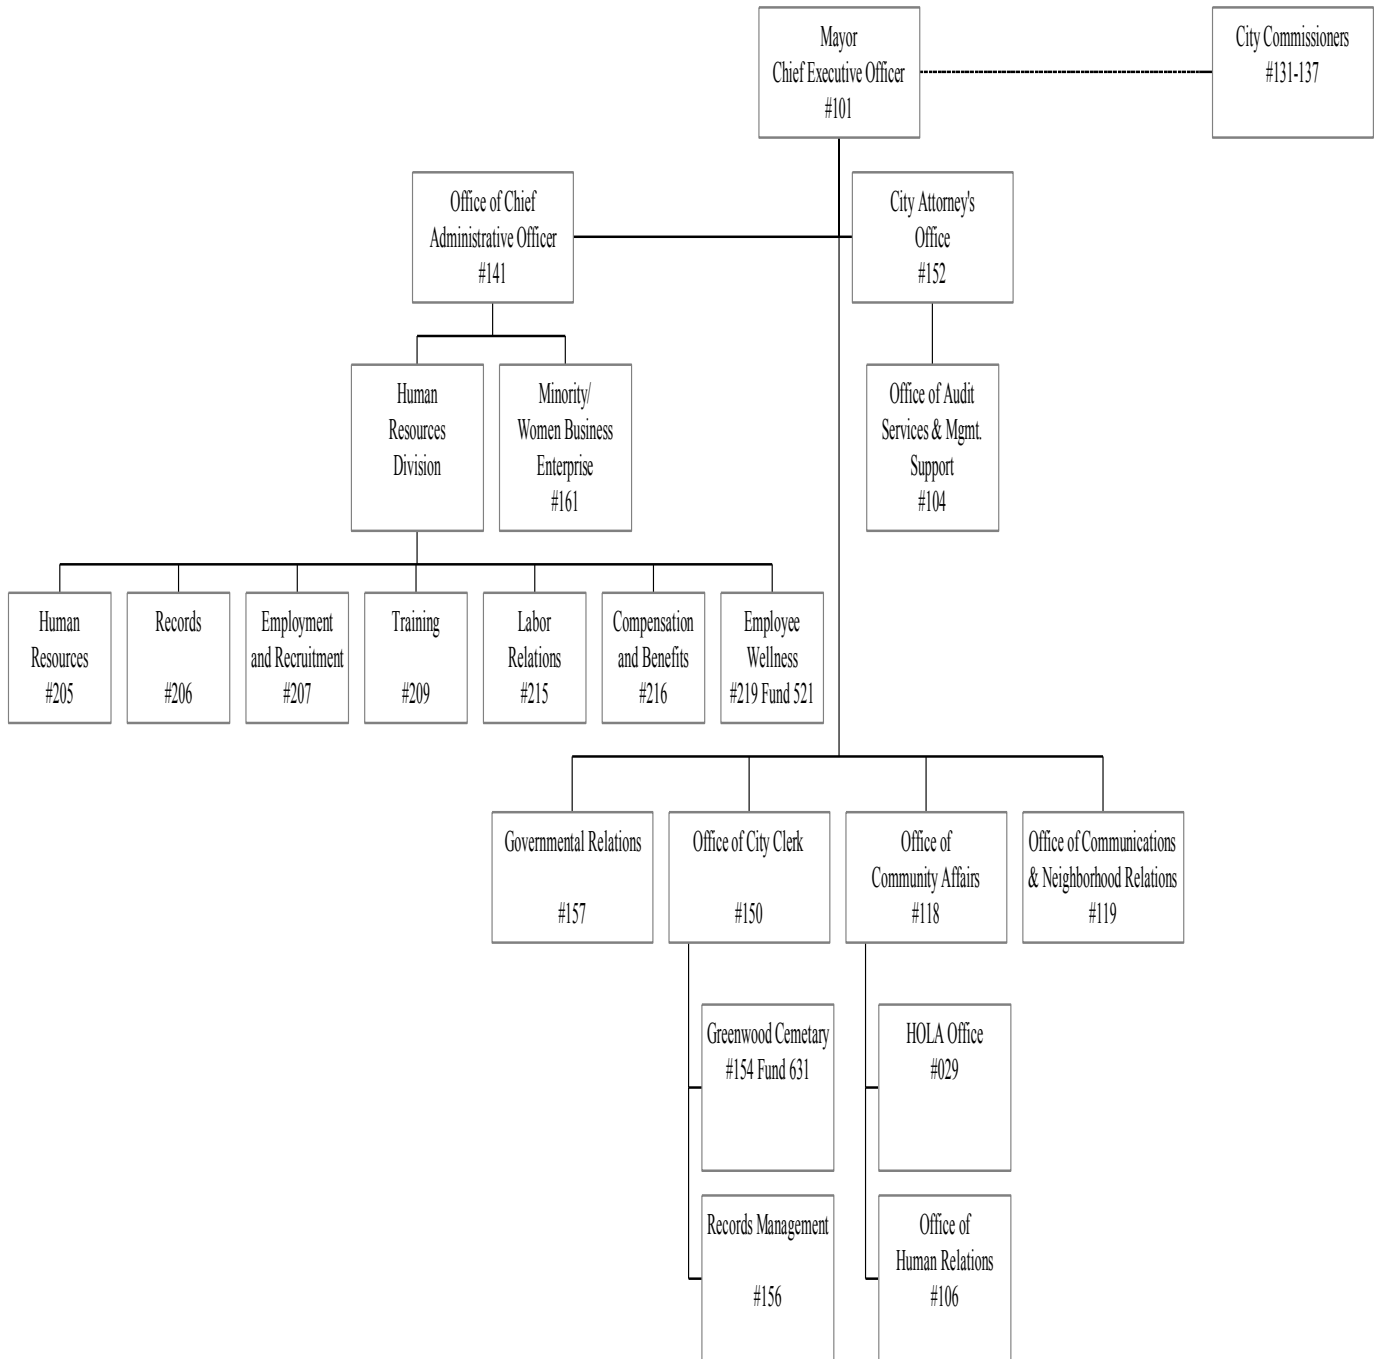 Mayor
Chief Executive Officer
#101
City Commissioners
#131-137
Office of Chief
Administrative Officer
#141
City Attorney's
Office
#152
Human
Resources
Division
Minority/
Women Business
Enterprise
#161
Office of Audit
Services & Mgmt.
Support
#104
Human
Resources
#205
Records
#206
Employment
and Recruitment
#207
Training
#209
Labor
Relations
#215
Compensation
and Benefits
#216
Employee
Wellness
#219 Fund 521
Governmental Relations
#157
Office of City Clerk
#150
Office of
Community Affairs
#118
Office of Communications
& Neighborhood Relations
#119
Greenwood Cemetary
#154 Fund 631
HOLA Office
#029
Records Management
#156
Office of
Human Relations
#106